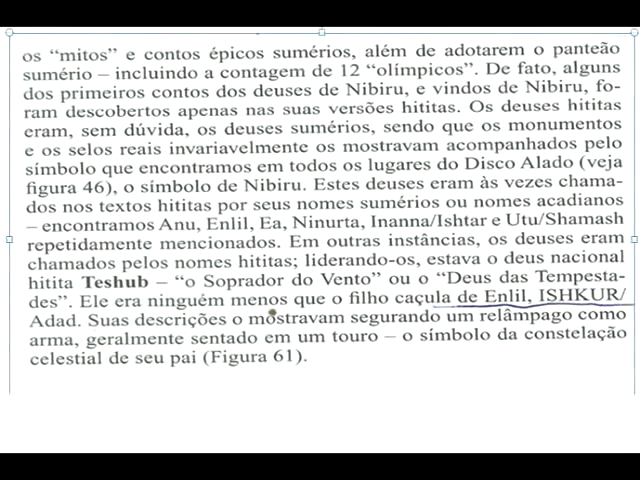 os “mitos” e contos épicos sumérios, além de adotarem o panteão
sumério – incluindo a contagem de 12 “olímpicos”. De fato, alguns
dos primeiros contos dos deuses de Nibiru, e vindos de Nibiru, fo-
ram descobertos apenas nas suas versões hititas. Os deuses hititas
eram, sem dúvida, os deuses sumérios, sendo que os monumentos
e os selos reais invariavelmente os mostravam acompanhados pelo
símbolo que encontramos em todos os lugares do Disco Alado (veja
figura 46), o símbolo de Nibiru. Estes deuses eram às vezes chama-
dos nos textos hititas por seus nomes sumérios ou nomes acadianos
– encontramos Anu, Enlil, Ea, Ninurta, Inanna/Ishtar e Utu/Shamash
repetidamente mencionados. Em outras instâncias, os deuses eram
chamados pelos nomes hititas; liderando-os, estava o deus nacional
hitita Teshub – “o Soprador do Vento” ou o “Deus das Tempesta-
des”. Ele era ninguém menos que o filho caçula de Enlil, ISHKUR/
Adad. Suas descrições o mostravam segurando um relâmpago como
arma, geralmente sentado em um touro – o símbolo da constelação
celestial de seu pai (Figura 61).